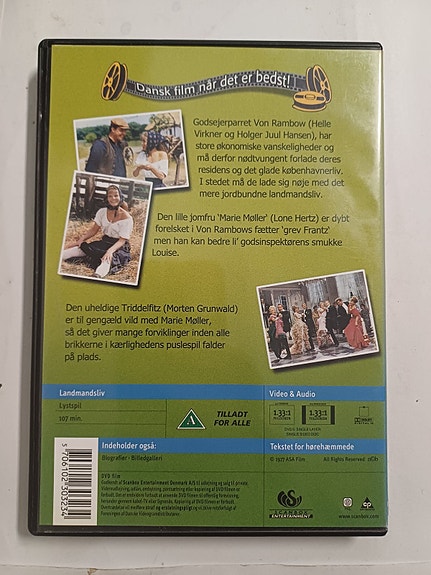 Dansk film når det er bedst!
Godsejerparret Von Rambow (Helle
Virkner og Holger Juul Hansen), har
store økonomiske vanskeligheder og
må derfor nødtvungent forlade deres
residens og det glade københavnerliv.
I stedet må de lade sig nøje med det
mere jordbundne landmandsliv.
Den lille jomfru 'Marie Møller' (Lone Hertz) er dybt
forelsket i Von Rambows fætter 'grev Frantz'
men han kan bedre li' godsinspektørens smukke
Louise.
Den uheldige Triddelfitz (Morten Grunwald)
er til gengæld vild med Marie Møller,
så det giver mange forviklinger inden alle
brikkerne i kærlighedens puslespil falder
på plads.
Landmandsliv
Lystspil
107 min.
A
TILLADT
FOR ALLE
Video & Audio
1.33:1
1.33:1
Indeholder også:
Biografier - Billedgalleri
Tekstet for hørehæmmede
© 1977 ASA Film.
All Rights Reserved.
DVD film
SCANBOX
ENTERTAINMENT
www.scanbox.com
5 706102 303234